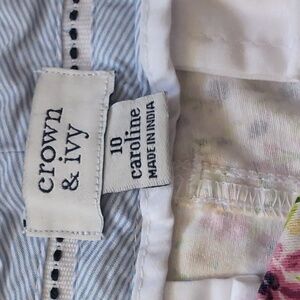 crown
& ivy
10
caroline
MADE IN INDIA